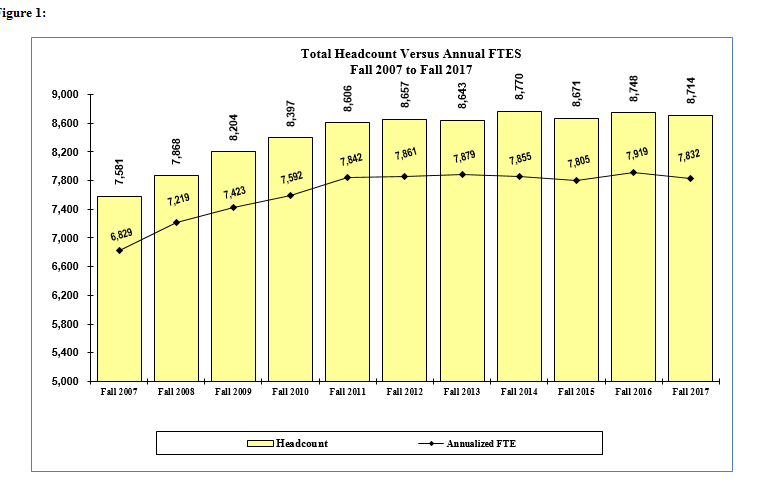 igure 1:
Total Headcount Versus Annual FTES
Fall 2007 to Fall 2017
9,000
8,600
8,200
7,800
7,400
7,000
6,600
6,200
5,800
5,400
5,000
7,581
7,868
8,204
8,397
8,606
8,657
8,643
8,770
8,671
8,748
8,714
6,829
7,219
7,423
7,592
7,842
7,861
7,879
7,855
7,805
7,919
7,832
Fall 2007
Fall 2008
Fall 2009
Fall 2010
Fall 2011
Fall 2012
Fall 2013
Fall 2014
Fall 2015
Fall 2016
Fall 2017
Headcount
Annualized FTE